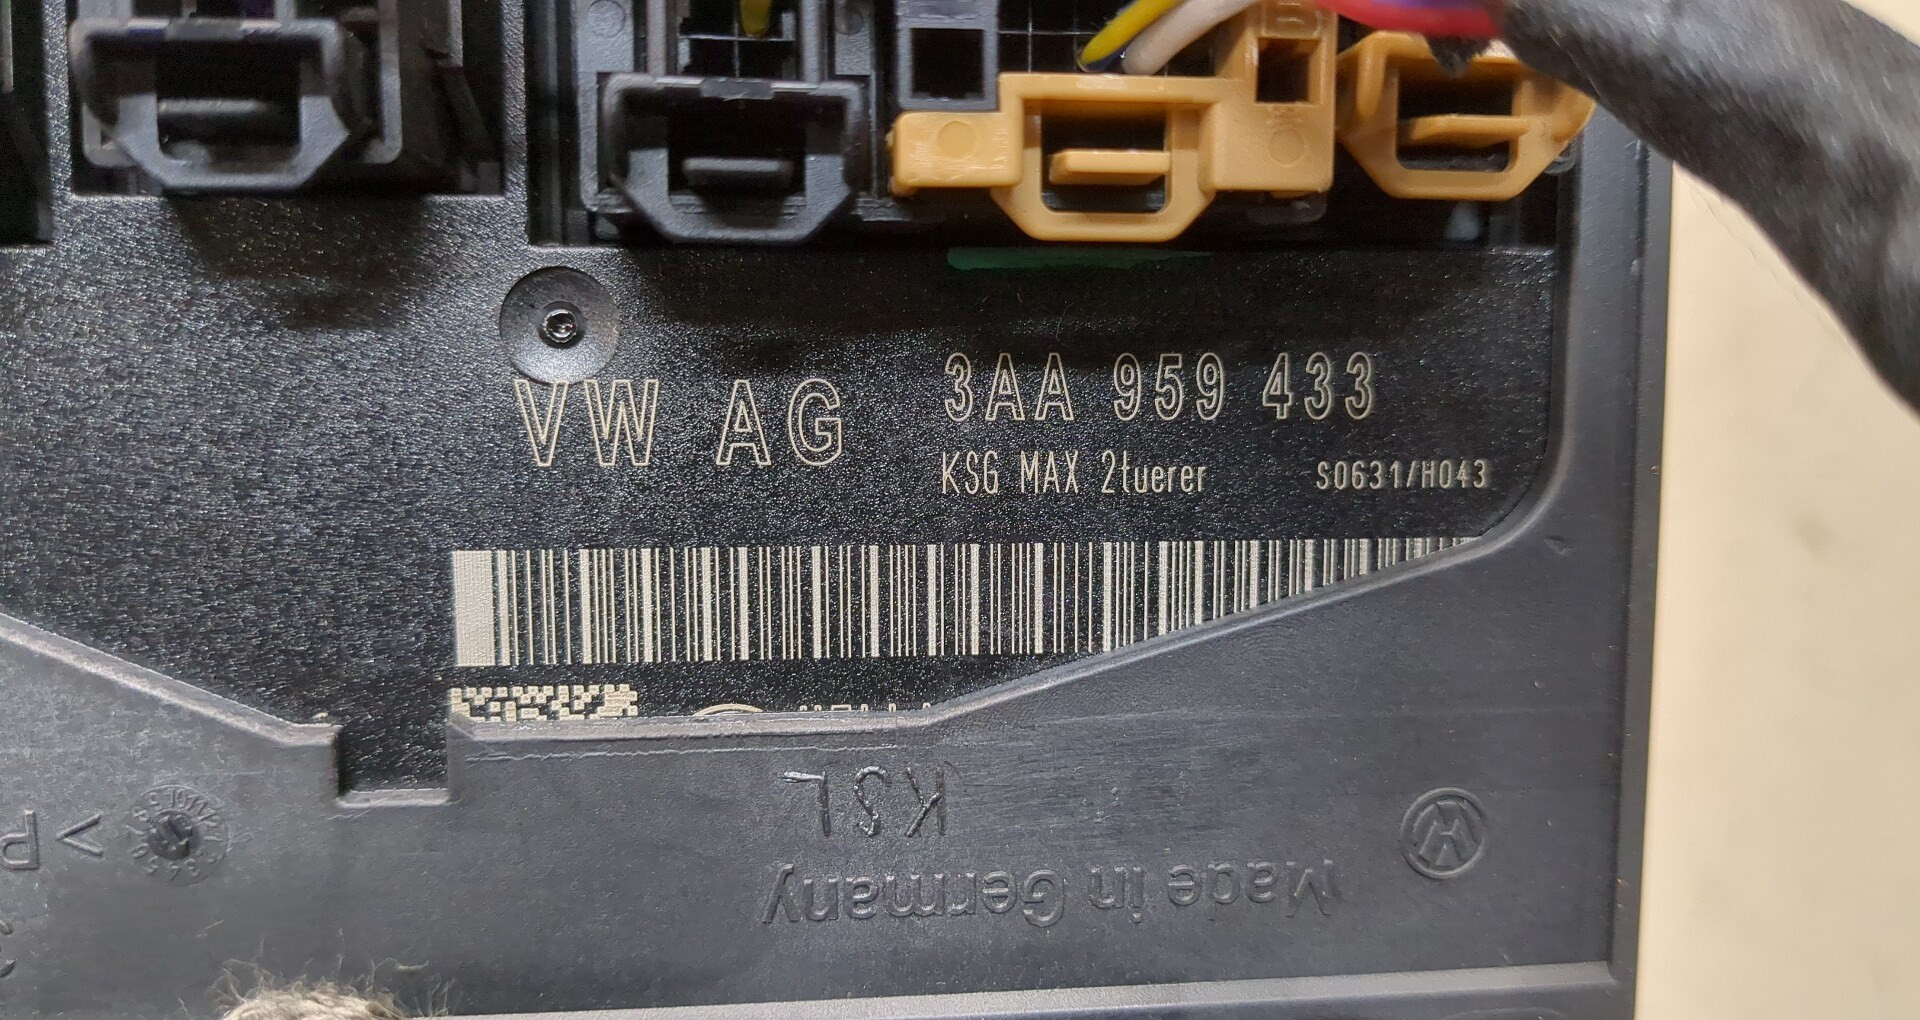 VW AG 3AA 959 433
KSG MAX 2tuerer S0631/H043
KSL
Made in Germany